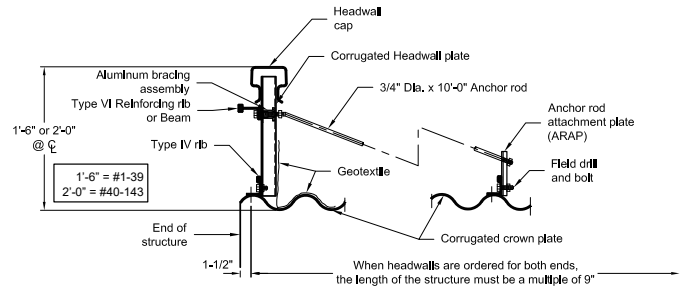 Headwall
cap
Corrugated Headwall plate
Aluminum bracing
assembly
3/4" Dia. x 10'-0" Anchor rod
Type VI Reinforcing rib
or Beam
Anchor rod
attachment plate
(ARAP)
1'-6" or 2'-0"
@ ℄
Type IV rib
Geotextile
Field drill
and bolt
1'-6" = #1-39
2'-0" = #40-143
End of
structure
Corrugated crown plate
1-1/2"
When headwalls are ordered for both ends,
the length of the structure must be a multiple of 9"